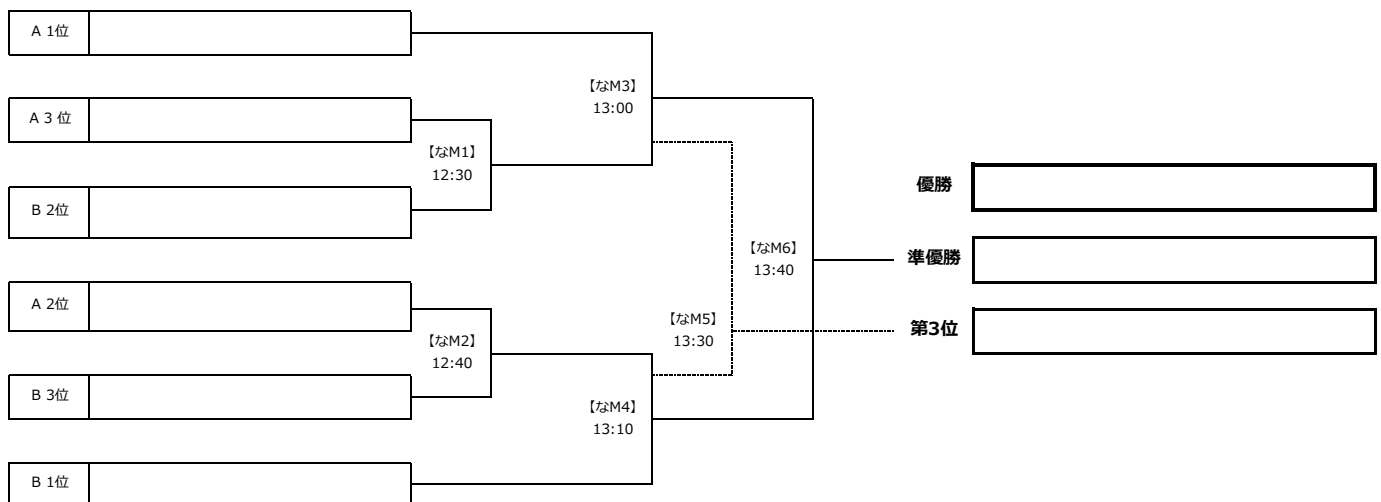 A 1位
【なM3】
13:00
A 3 位
【なM1】
12:30
優勝
B 2位
【なM6】
13:40
準優勝
A 2位
【なM5】
13:30
第3位
【なM2】
12:40
B 3位
【なM4】
13:10
B 1位